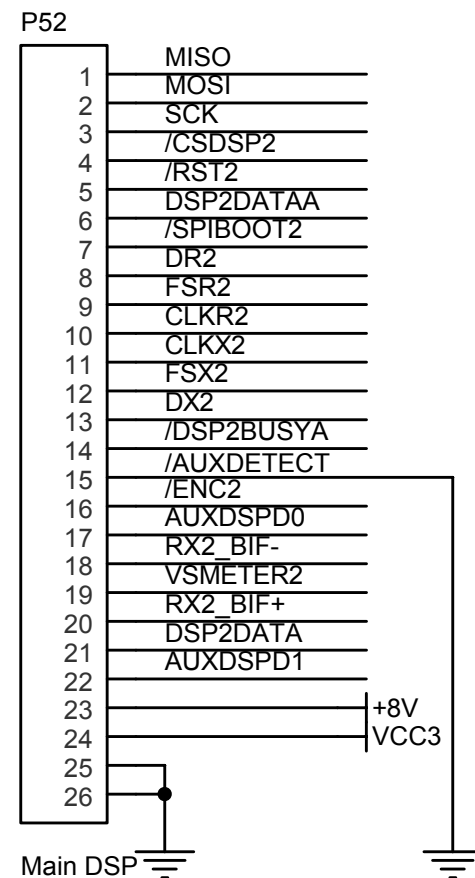 P52
MISO
1
MOSI
2
SCK
3
/CSDSP2
4
/RST2
5
DSP2DATAA
6
/SPIBOOT2
7
DR2
8
FSR2
9
CLKR2
10
CLKX2
11
FSX2
12
DX2
13
/DSP2BUSYA
14
/AUXDETECT
15
/ENC2
16
AUXDSPD0
17
RX2_BIF-
18
VSMETER2
19
RX2_BIF+
20
DSP2DATA
21
AUXDSPD1
22
23 +8V
24 VCC3
25
26
Main DSP